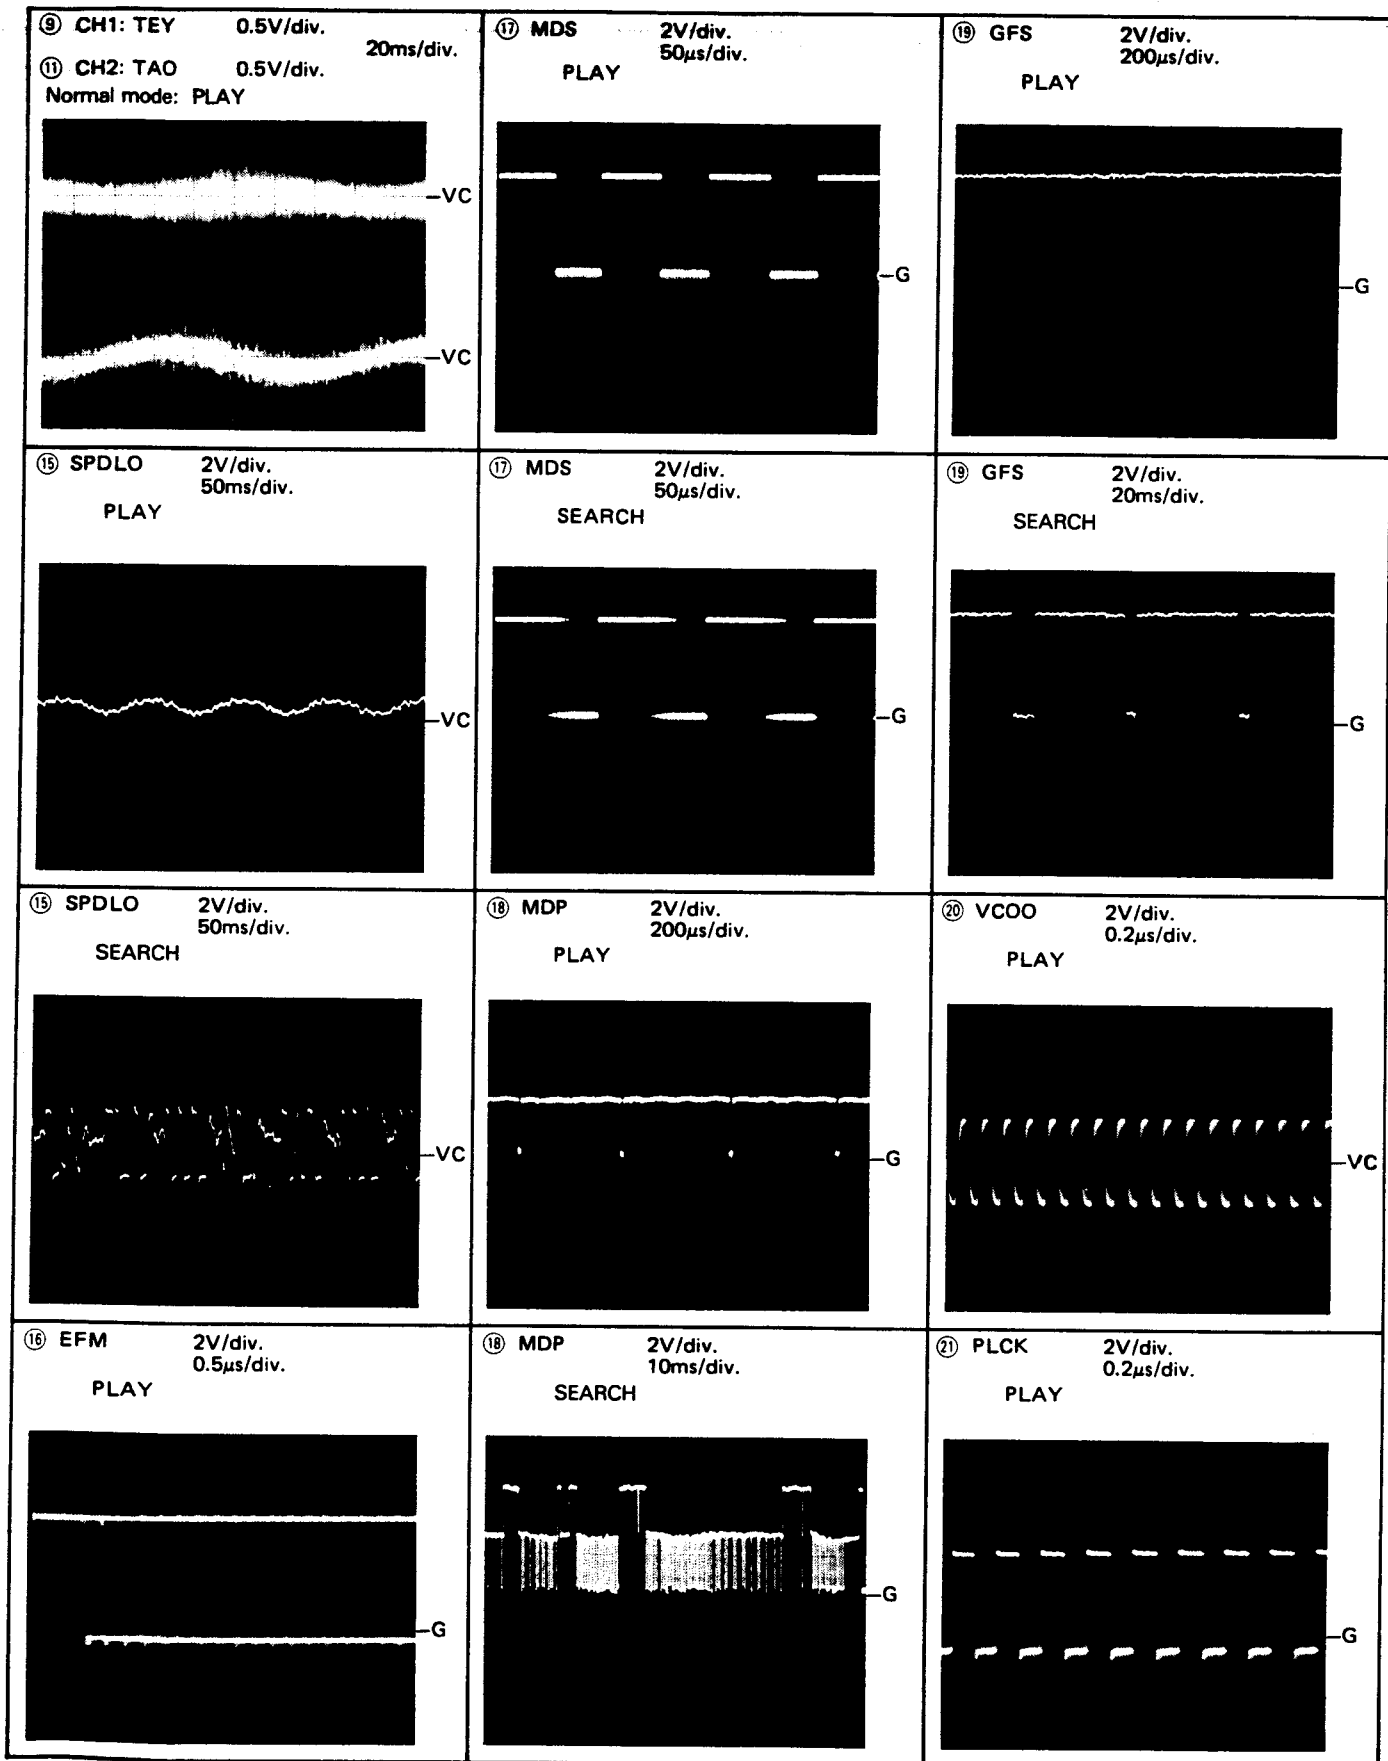 ⑨ CH1: TEY 0.5V/div.
20ms/div.
⑪ CH2: TAO 0.5V/div.
Normal mode: PLAY
VC
VC
⑰ MDS 2V/div.
50μs/div.
PLAY
G
⑲ GFS 2V/div.
200μs/div.
PLAY
G
⑮ SPDLO 2V/div.
50ms/div.
PLAY
VC
⑰ MDS 2V/div.
50μs/div.
SEARCH
G
⑲ GFS 2V/div.
20ms/div.
SEARCH
G
⑮ SPDLO 2V/div.
50ms/div.
SEARCH
VC
⑱ MDP 2V/div.
200μs/div.
PLAY
G
⑳ VCOO 2V/div.
0.2μs/div.
PLAY
VC
⑯ EFM 2V/div.
0.5μs/div.
PLAY
G
⑱ MDP 2V/div.
10ms/div.
SEARCH
G
㉑ PLCK 2V/div.
0.2μs/div.
PLAY
G